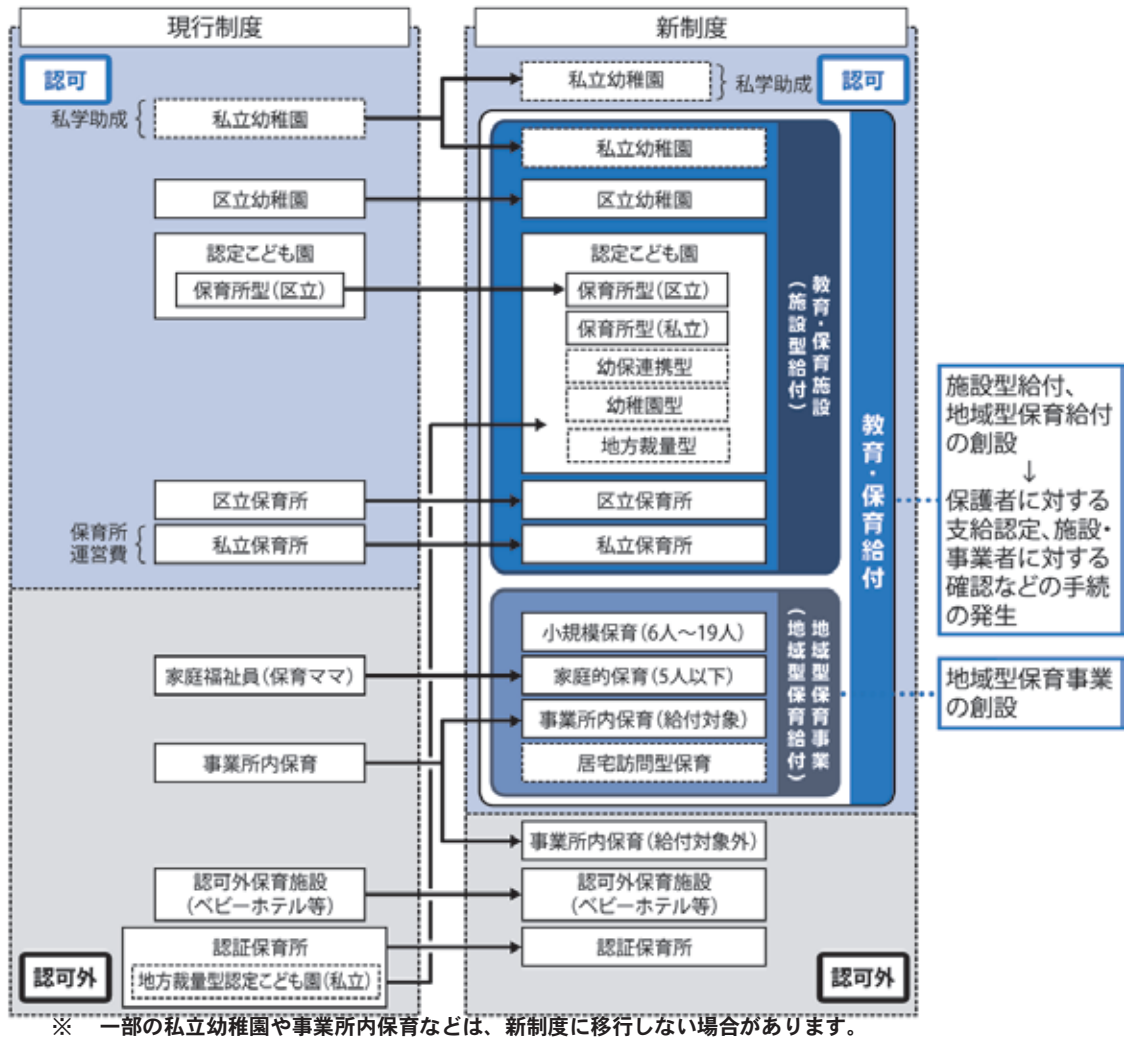 現行制度
認可
私学助成
私立幼稚園
区立幼稚園
認定こども園
保育所型(区立)
区立保育所
保育所
運営費
私立保育所
家庭福祉員(保育ママ)
事業所内保育
認可外保育施設
(ベビーホテル等)
認証保育所
地方裁量型認定こども園(私立)
認可外
新制度
私立幼稚園
私学助成
認可
私立幼稚園
区立幼稚園
認定こども園
保育所型(区立)
保育所型(私立)
幼保連携型
幼稚園型
地方裁量型
区立保育所
私立保育所
教育・保育施設
(施設型給付)
小規模保育(6人〜19人)
家庭的保育(5人以下)
事業所内保育(給付対象)
居宅訪問型保育
地域型保育事業
(地域型保育給付)
教育・保育給付
事業所内保育(給付対象外)
認可外保育施設
(ベビーホテル等)
認証保育所
認可外
施設型給付、
地域型保育給付
の創設
↓
保護者に対する
支給認定、施設・
事業者に対する
確認などの手続
の発生
地域型保育事業
の創設
※ 一部の私立幼稚園や事業所内保育などは、新制度に移行しない場合があります。